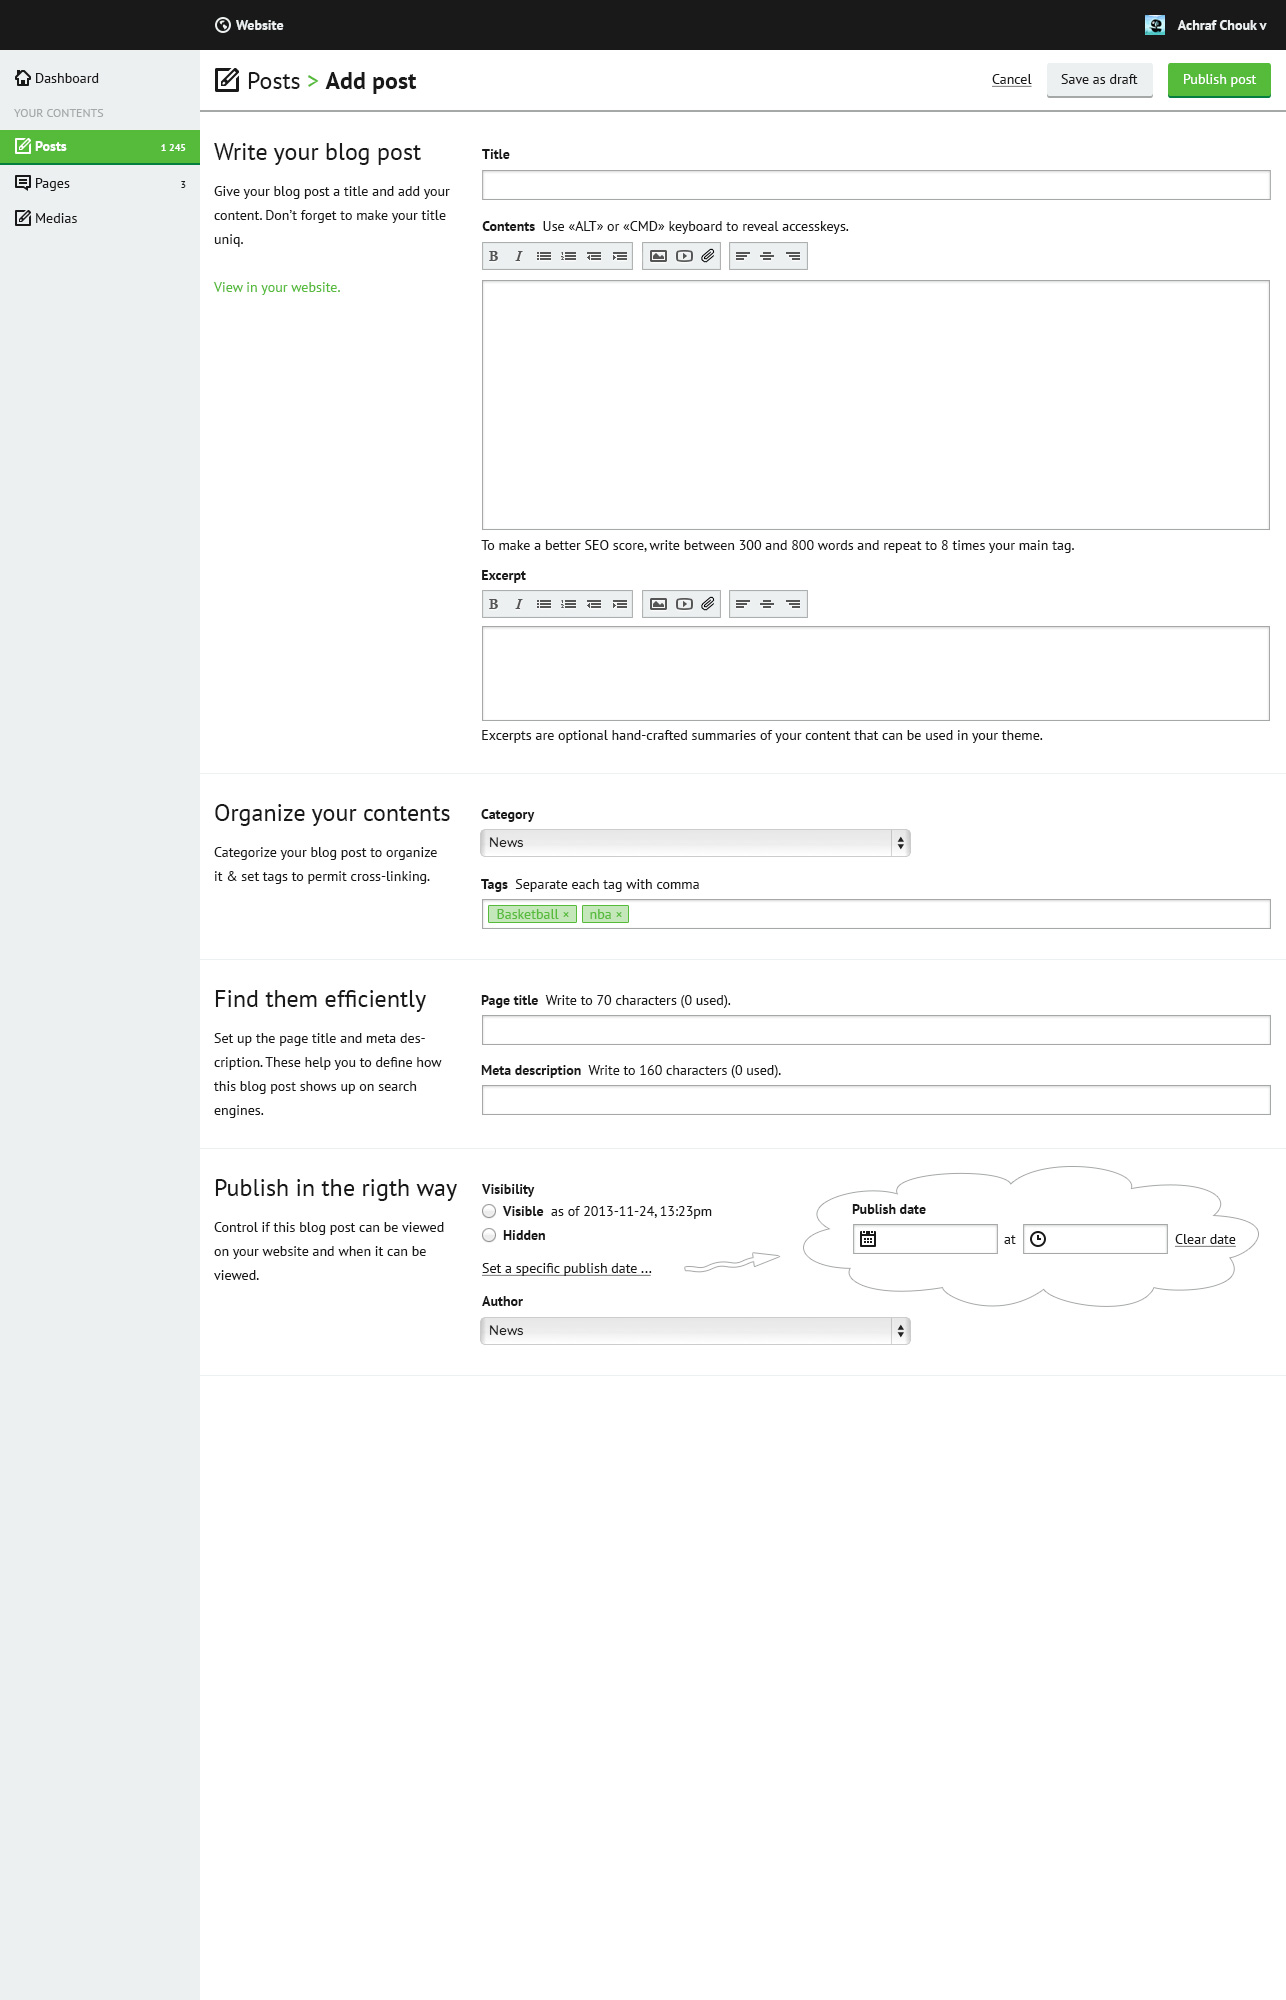 Website
Achraf Chouk v
Dashboard
YOUR CONTENTS
Posts 1 245
Pages 3
Medias
Posts > Add post
Cancel
Save as draft
Publish post
Write your blog post
Give your blog post a title and add your
content. Don't forget to make your title
uniq.
View in your website.
Title
Contents Use «ALT» or «CMD» keyboard to reveal accesskeys.
B I
To make a better SEO score, write between 300 and 800 words and repeat to 8 times your main tag.
Excerpt
B I
Excerpts are optional hand-crafted summaries of your content that can be used in your theme.
Organize your contents
Categorize your blog post to organize
it & set tags to permit cross-linking.
Category
News
Tags Separate each tag with comma
Basketball × nba ×
Find them efficiently
Set up the page title and meta des-
cription. These help you to define how
this blog post shows up on search
engines.
Page title Write to 70 characters (0 used).
Meta description Write to 160 characters (0 used).
Publish in the rigth way
Control if this blog post can be viewed
on your website and when it can be
viewed.
Visibility
Visible as of 2013-11-24, 13:23pm
Hidden
Set a specific publish date ...
Publish date
at
Clear date
Author
News